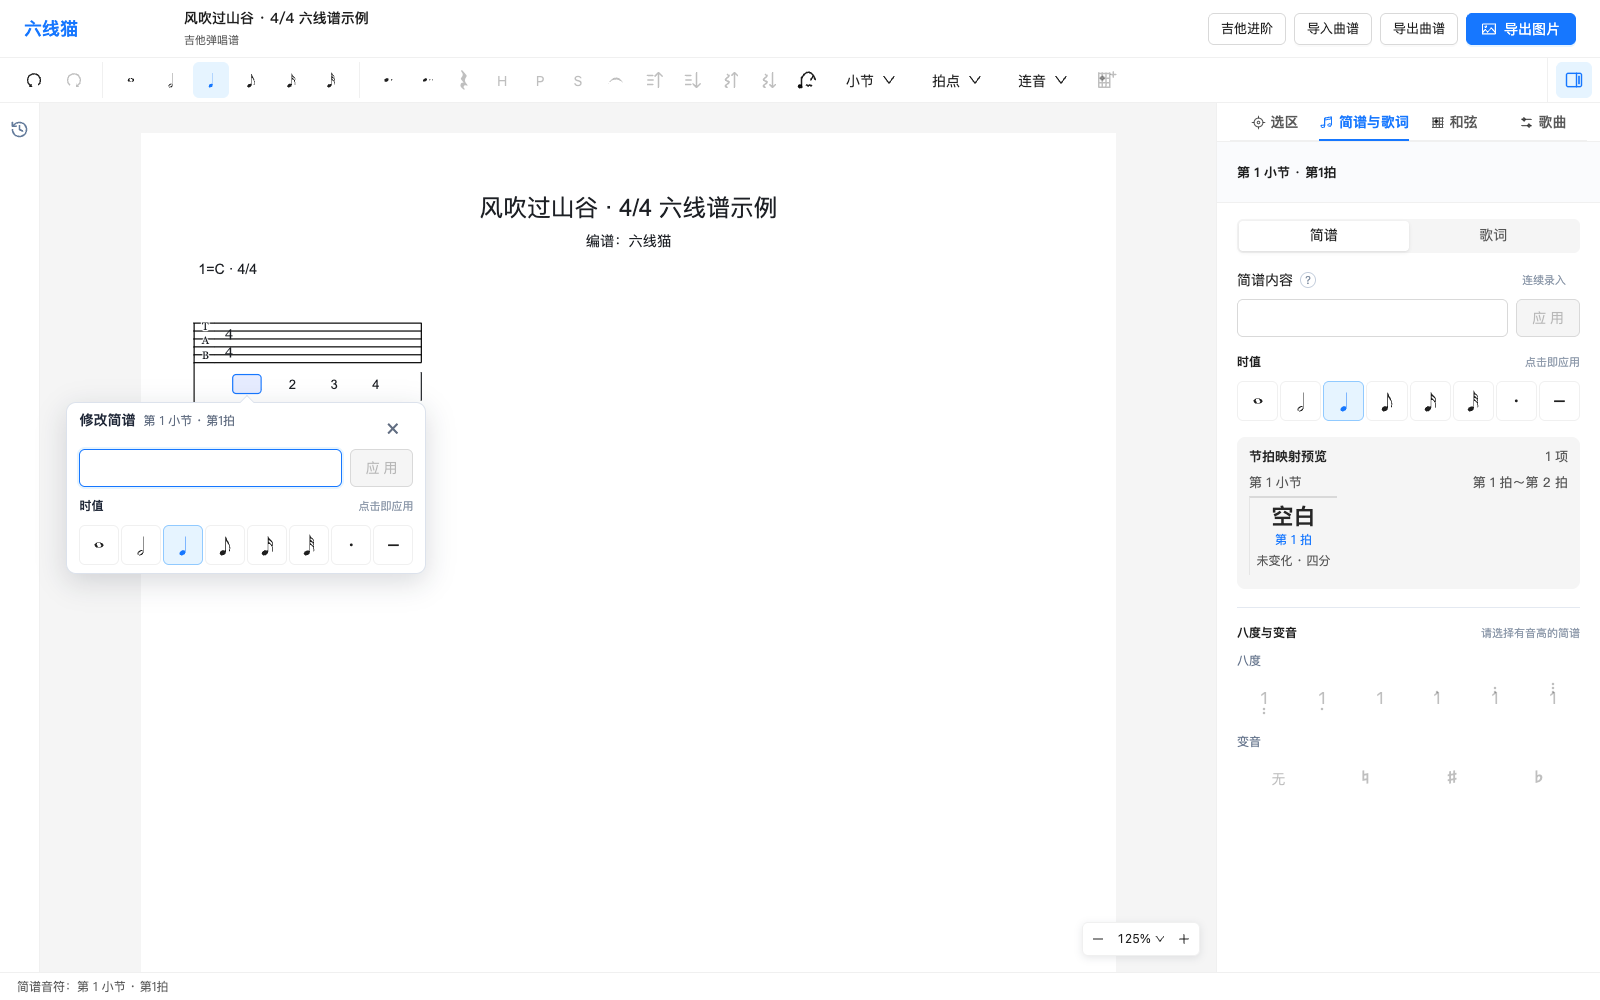 六线猫
风吹过山谷 · 4/4 六线谱示例
吉他弹唱谱
吉他进阶
导入曲谱
导出曲谱
导出图片
H P S
小节
拍点
连音
选区
简谱与歌词
和弦
歌曲
第 1 小节 · 第1拍
简谱
歌词
简谱内容 ?
连续录入
应 用
时值
点击即应用
节拍映射预览
1 项
第 1 小节
第 1 拍～第 2 拍
空白
第 1 拍
未变化 · 四分
八度与变音
请选择有音高的简谱
八度
1 1 1 1 1 1
变音
无 ♮ ♯ ♭
风吹过山谷 · 4/4 六线谱示例
编谱：六线猫
1=C · 4/4
T
A
B
4
4
2 3 4
修改简谱 第 1 小节 · 第1拍
应 用
时值
点击即应用
125%
简谱音符：第 1 小节 · 第1拍